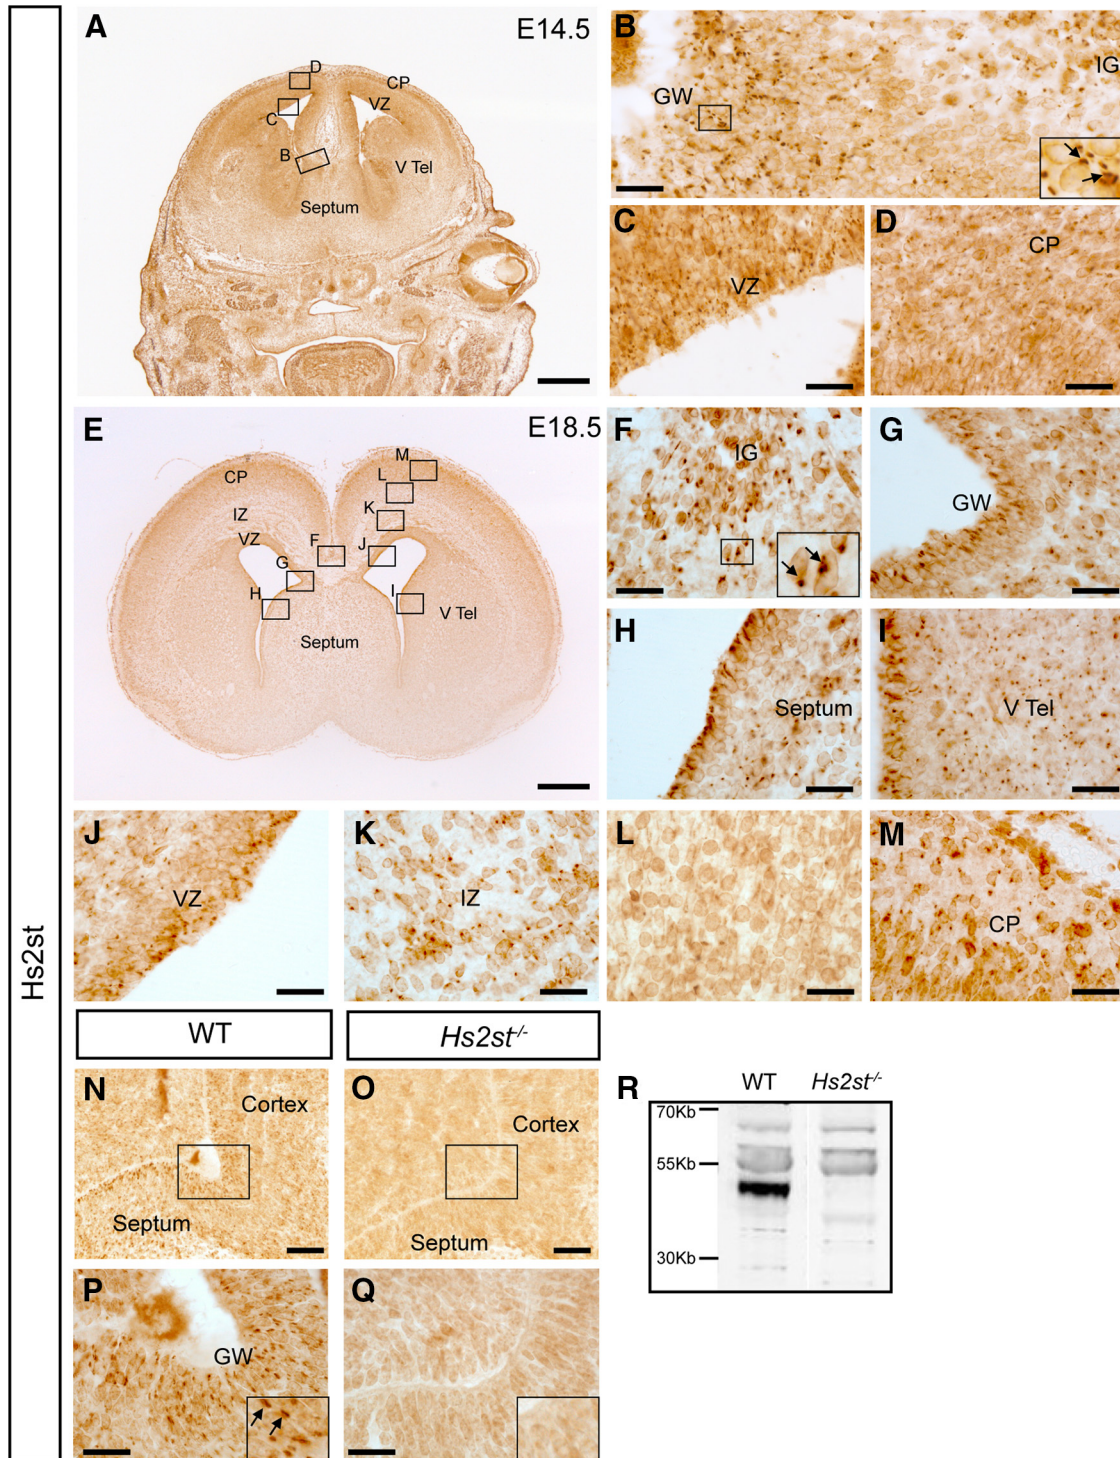 Hs2st
A
E14.5
D
CP
C
VZ
B
V Tel
Septum
B
GW
IG
C
VZ
D
CP
E
E18.5
M
CP
L
IZ
K
VZ
F
J
G
H
I
V Tel
Septum
F
IG
G
GW
H
Septum
I
V Tel
J
VZ
K
IZ
L
M
CP
WT
Hs2st-/-
N
Cortex
Septum
O
Cortex
Septum
P
GW
Q
R
WT
Hs2st-/-
70Kb
55Kb
30Kb